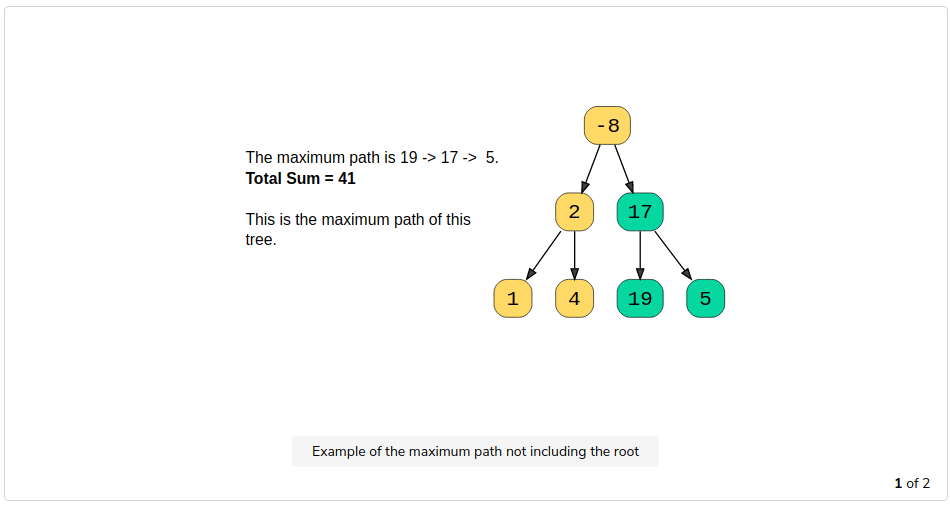 -8
The maximum path is 19 -> 17 -> 5.
Total Sum = 41
2
17
This is the maximum path of this
tree.
1
4
19
5
Example of the maximum path not including the root
1 of 2